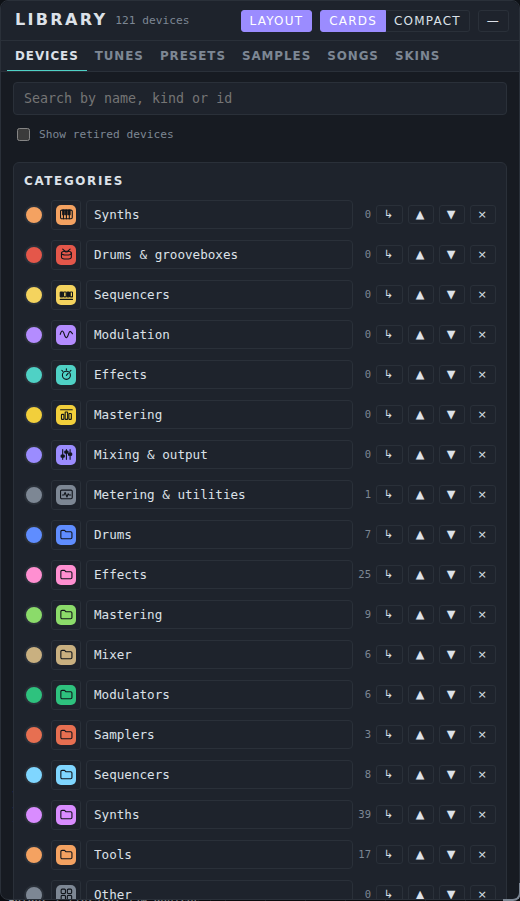 LIBRARY 121 devices LAYOUT CARDS COMPACT —
DEVICES TUNES PRESETS SAMPLES SONGS SKINS
Search by name, kind or id
Show retired devices
CATEGORIES
Synths 0 ↳ ▲ ▼ ×
Drums & grooveboxes 0 ↳ ▲ ▼ ×
Sequencers 0 ↳ ▲ ▼ ×
Modulation 0 ↳ ▲ ▼ ×
Effects 0 ↳ ▲ ▼ ×
Mastering 0 ↳ ▲ ▼ ×
Mixing & output 0 ↳ ▲ ▼ ×
Metering & utilities 1 ↳ ▲ ▼ ×
Drums 7 ↳ ▲ ▼ ×
Effects 25 ↳ ▲ ▼ ×
Mastering 9 ↳ ▲ ▼ ×
Mixer 6 ↳ ▲ ▼ ×
Modulators 6 ↳ ▲ ▼ ×
Samplers 3 ↳ ▲ ▼ ×
Sequencers 8 ↳ ▲ ▼ ×
Synths 39 ↳ ▲ ▼ ×
Tools 17 ↳ ▲ ▼ ×
Other 0 ↳ ▲ ▼ ×